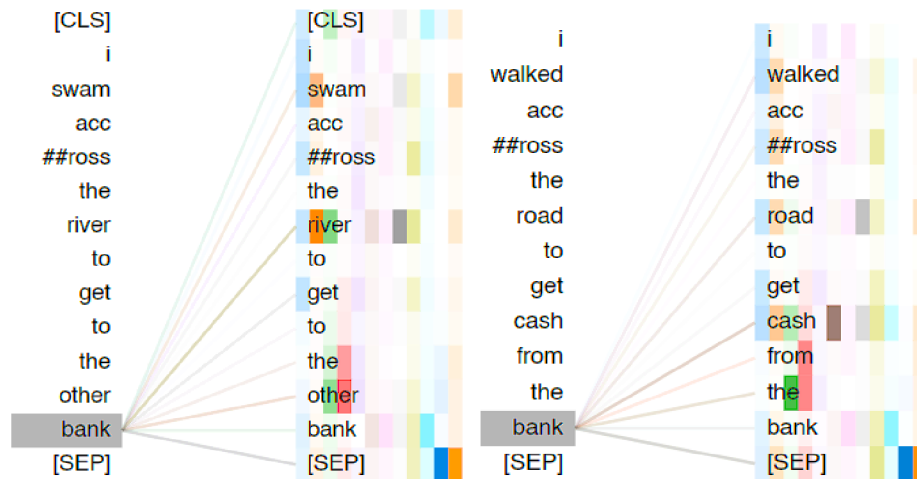 [CLS] [CLS]
i i
swam swam
acc acc
##ross ##ross
the the
river river
to to
get get
to to
the the
other other
bank bank
[SEP] [SEP]
i i
walked walked
acc acc
##ross ##ross
the the
road road
to to
get get
cash cash
from from
the the
bank bank
[SEP] [SEP]